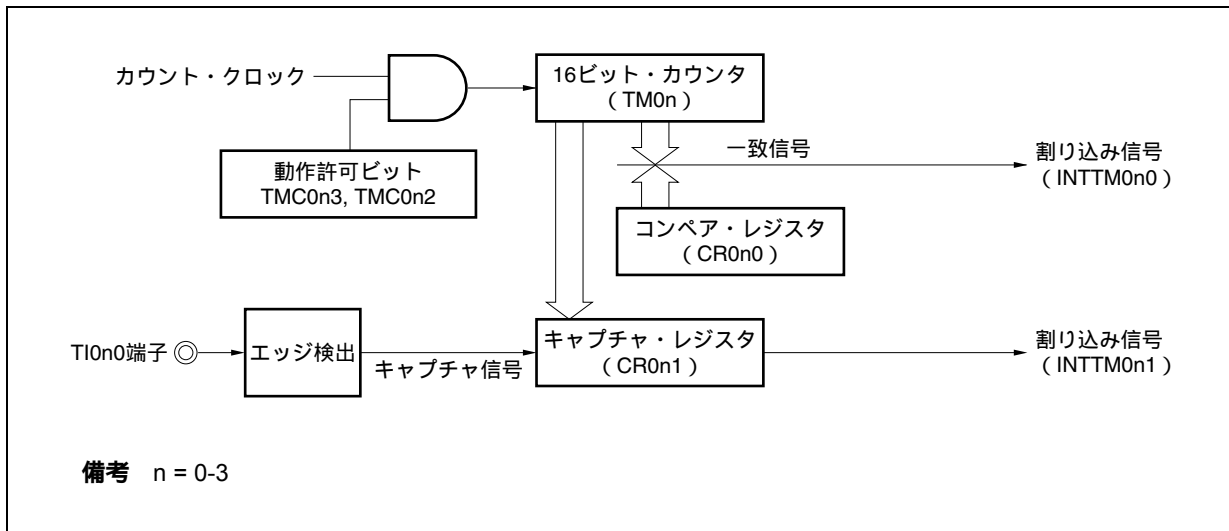 カウント・クロック
16ビット・カウンタ
（TM0n）
動作許可ビット
TMC0n3, TMC0n2
一致信号
割り込み信号
（INTTM0n0）
コンペア・レジスタ
（CR0n0）
TI0n0端子
エッジ検出
キャプチャ信号
キャプチャ・レジスタ
（CR0n1）
割り込み信号
（INTTM0n1）
備考 n = 0-3